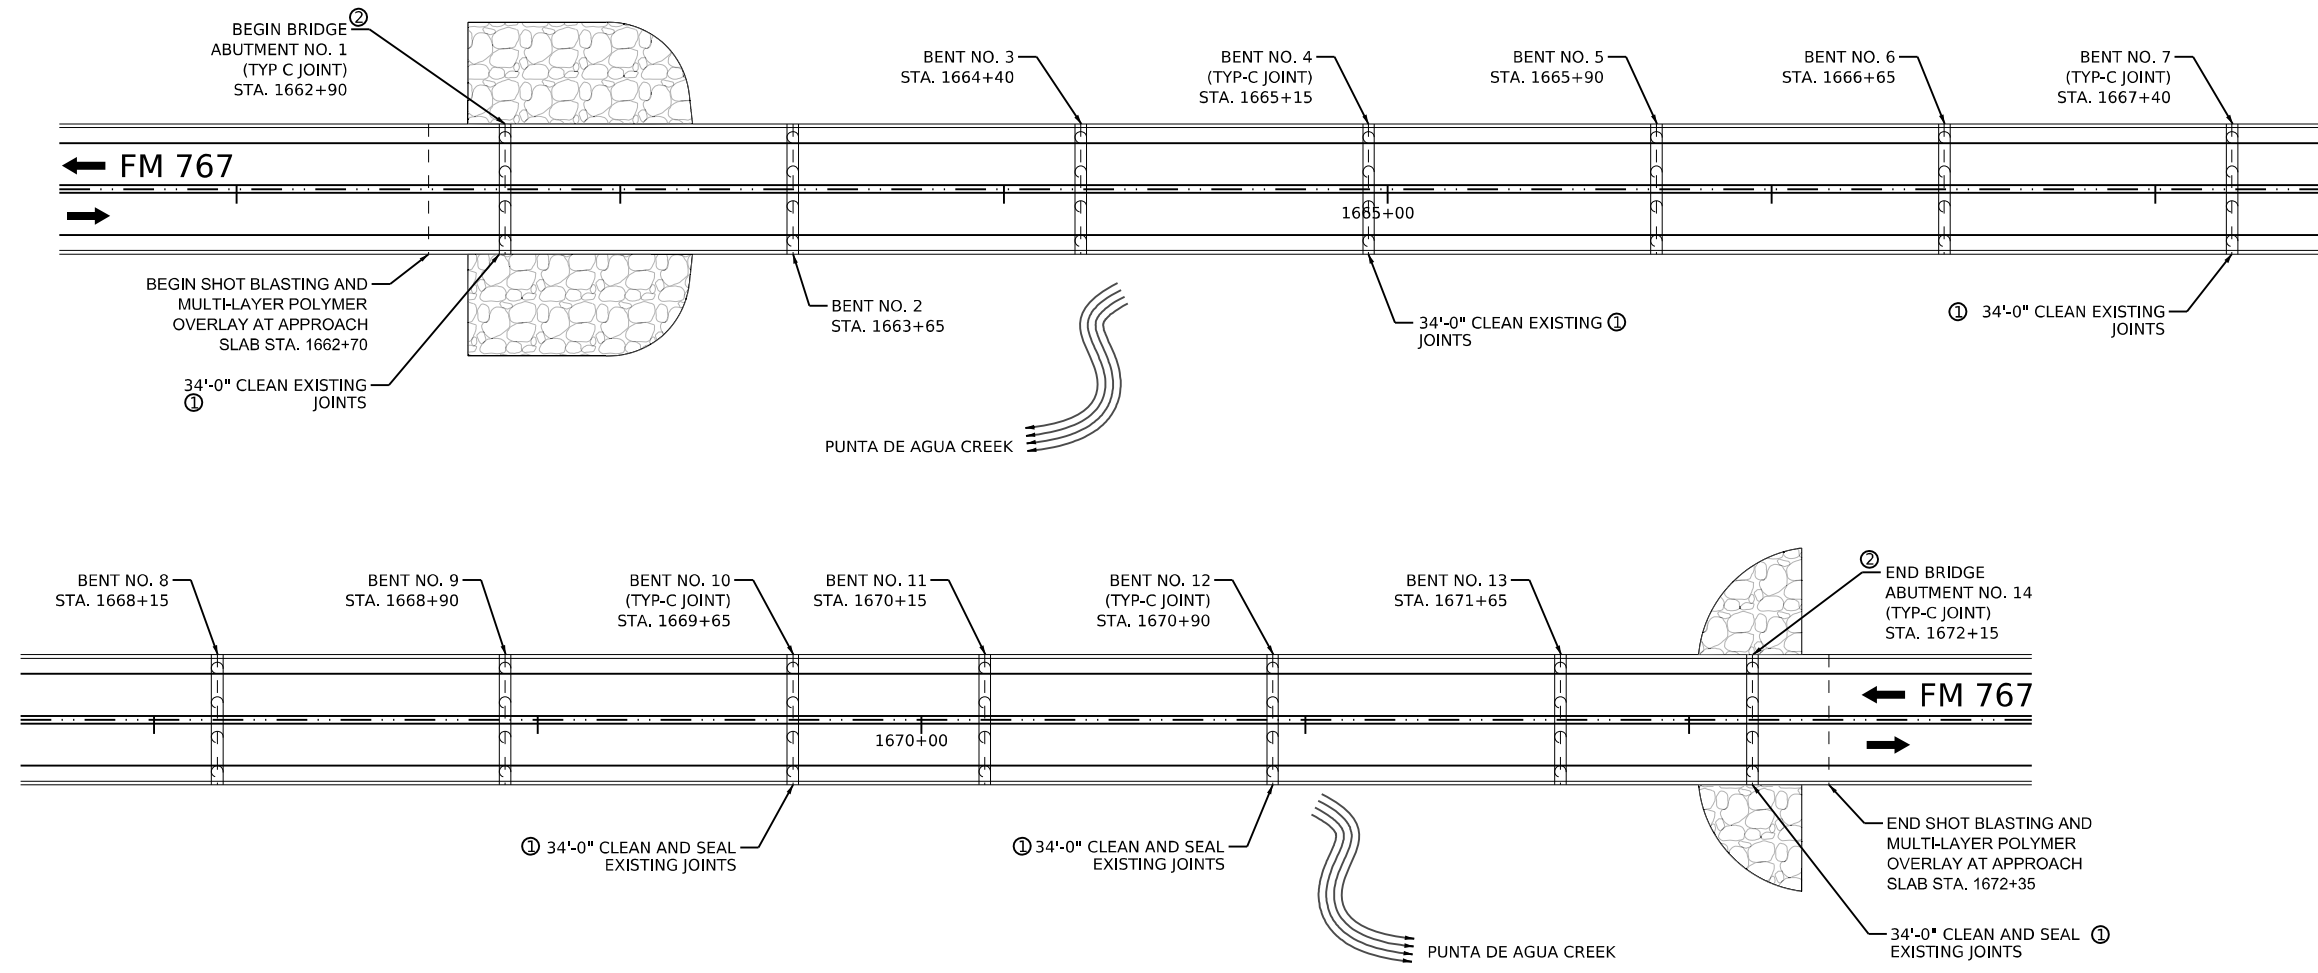 ②
BEGIN BRIDGE
ABUTMENT NO. 1
(TYP C JOINT)
STA. 1662+90
BENT NO. 3
STA. 1664+40
BENT NO. 4
(TYP-C JOINT)
STA. 1665+15
BENT NO. 5
STA. 1665+90
BENT NO. 6
STA. 1666+65
BENT NO. 7
(TYP-C JOINT)
STA. 1667+40
FM 767
1665+00
BEGIN SHOT BLASTING AND
MULTI-LAYER POLYMER
OVERLAY AT APPROACH
SLAB STA. 1662+70
34'-0" CLEAN EXISTING
① JOINTS
BENT NO. 2
STA. 1663+65
34'-0" CLEAN EXISTING ①
JOINTS
① 34'-0" CLEAN EXISTING
JOINTS
PUNTA DE AGUA CREEK
BENT NO. 8
STA. 1668+15
BENT NO. 9
STA. 1668+90
BENT NO. 10
(TYP-C JOINT)
STA. 1669+65
BENT NO. 11
STA. 1670+15
BENT NO. 12
(TYP-C JOINT)
STA. 1670+90
BENT NO. 13
STA. 1671+65
②
END BRIDGE
ABUTMENT NO. 14
(TYP-C JOINT)
STA. 1672+15
FM 767
1670+00
① 34'-0" CLEAN AND SEAL
EXISTING JOINTS
① 34'-0" CLEAN AND SEAL
EXISTING JOINTS
END SHOT BLASTING AND
MULTI-LAYER POLYMER
OVERLAY AT APPROACH
SLAB STA. 1672+35
34'-0" CLEAN AND SEAL ①
EXISTING JOINTS
PUNTA DE AGUA CREEK